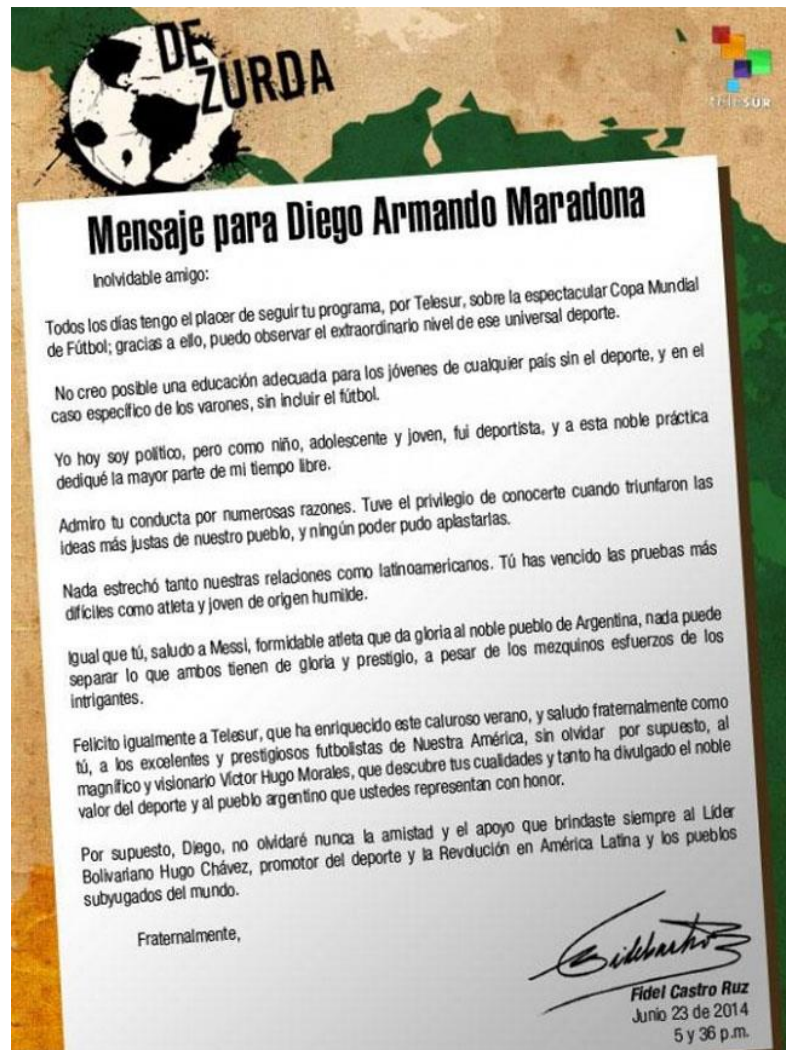 DE
ZURDA
teleSUR
Mensaje para Diego Armando Maradona
Inolvidable amigo:
Todos los días tengo el placer de seguir tu programa, por Telesur, sobre la espectacular Copa Mundial
de Fútbol; gracias a ello, puedo observar el extraordinario nivel de ese universal deporte.
No creo posible una educación adecuada para los jóvenes de cualquier país sin el deporte, y en el
caso específico de los varones, sin incluir el fútbol.
Yo hoy soy político, pero como niño, adolescente y joven, fui deportista, y a esta noble práctica
dediqué la mayor parte de mi tiempo libre.
Admiro tu conducta por numerosas razones. Tuve el privilegio de conocerte cuando triunfaron las
ideas más justas de nuestro pueblo, y ningún poder pudo aplastarlas.
Nada estrechó tanto nuestras relaciones como latinoamericanos. Tú has vencido las pruebas más
difíciles como atleta y joven de origen humilde.
Igual que tú, saludo a Messi, formidable atleta que da gloria al noble pueblo de Argentina, nada puede
separar lo que ambos tienen de gloria y prestigio, a pesar de los mezquinos esfuerzos de los
intrigantes.
Felicito igualmente a Telesur, que ha enriquecido este caluroso verano, y saludo fraternalmente como
tú, a los excelentes y prestigiosos futbolistas de Nuestra América, sin olvidar por supuesto, al
magnífico y visionario Víctor Hugo Morales, que descubre tus cualidades y tanto ha divulgado el noble
valor del deporte y al pueblo argentino que ustedes representan con honor.
Por supuesto, Diego, no olvidaré nunca la amistad y el apoyo que brindaste siempre al Líder
Bolivariano Hugo Chávez, promotor del deporte y la Revolución en América Latina y los pueblos
subyugados del mundo.
Fraternalmente,
Fidel Castro Ruz
Junio 23 de 2014
5 y 36 p.m.